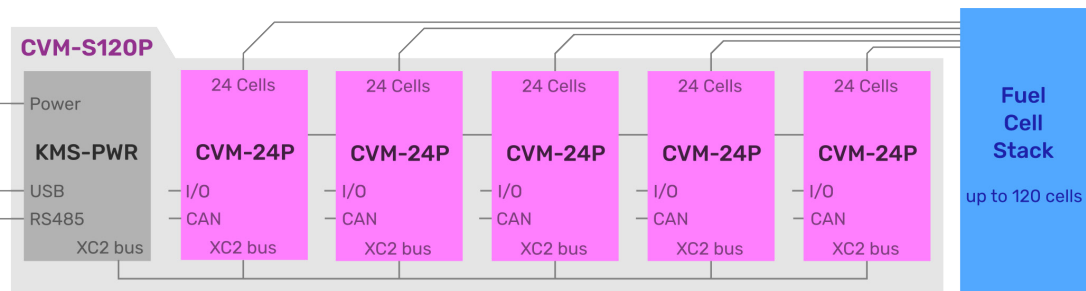 CVM-S120P
Power
KMS-PWR
USB
RS485
XC2 bus
24 Cells
CVM-24P
I/O
CAN
XC2 bus
24 Cells
CVM-24P
I/O
CAN
XC2 bus
24 Cells
CVM-24P
I/O
CAN
XC2 bus
24 Cells
CVM-24P
I/O
CAN
XC2 bus
24 Cells
CVM-24P
I/O
CAN
XC2 bus
Fuel
Cell
Stack
up to 120 cells